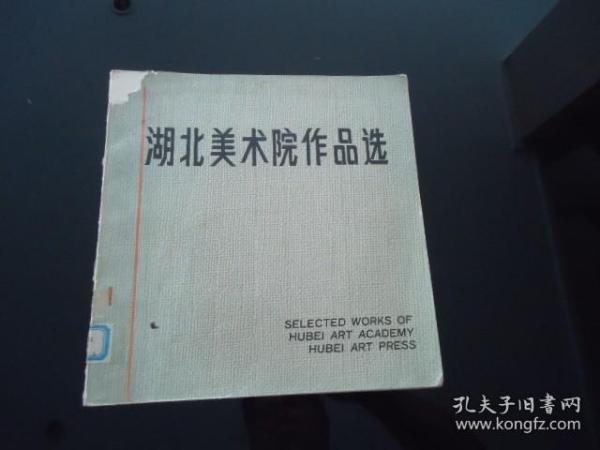 湖北美术院作品选
SELECTED WORKS OF
HUBEI ART ACADEMY
HUBEI ART PRESS
孔夫子旧書网
www.kongfz.com